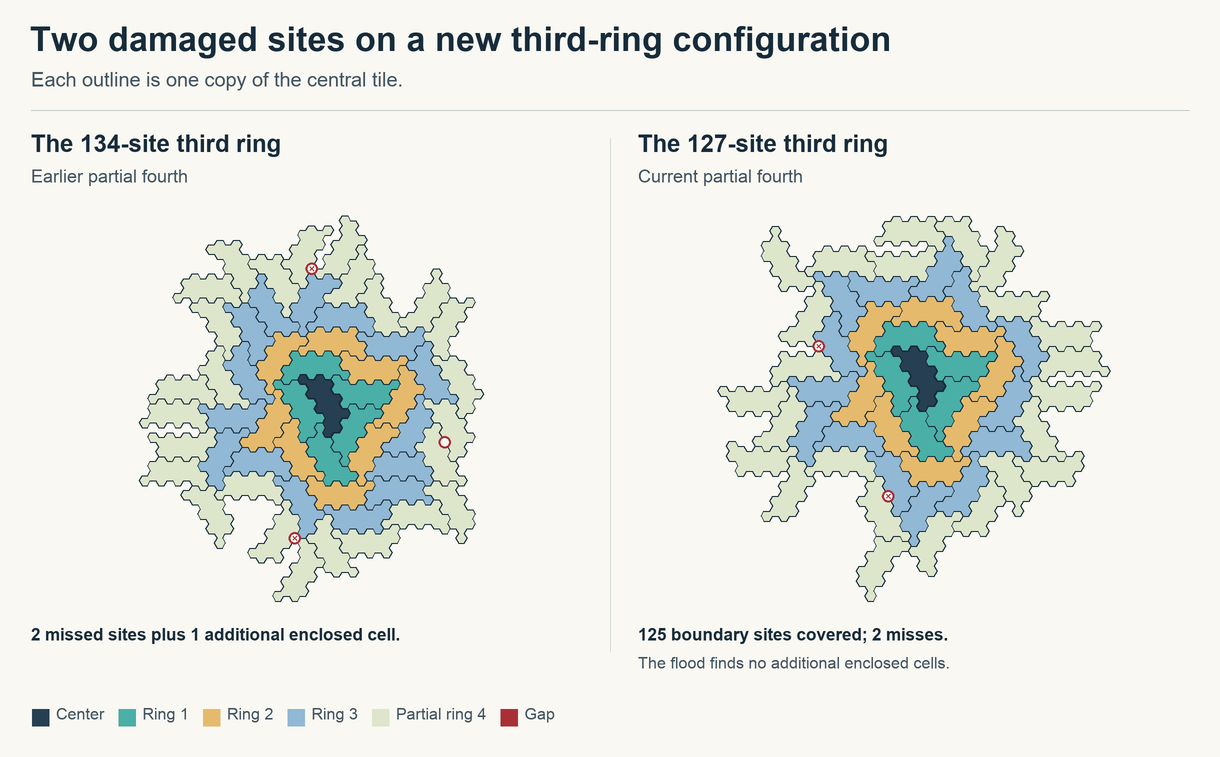 Two damaged sites on a new third-ring configuration
Each outline is one copy of the central tile.
The 134-site third ring
Earlier partial fourth
2 missed sites plus 1 additional enclosed cell.
The 127-site third ring
Current partial fourth
125 boundary sites covered; 2 misses.
The flood finds no additional enclosed cells.
Center
Ring 1
Ring 2
Ring 3
Partial ring 4
Gap